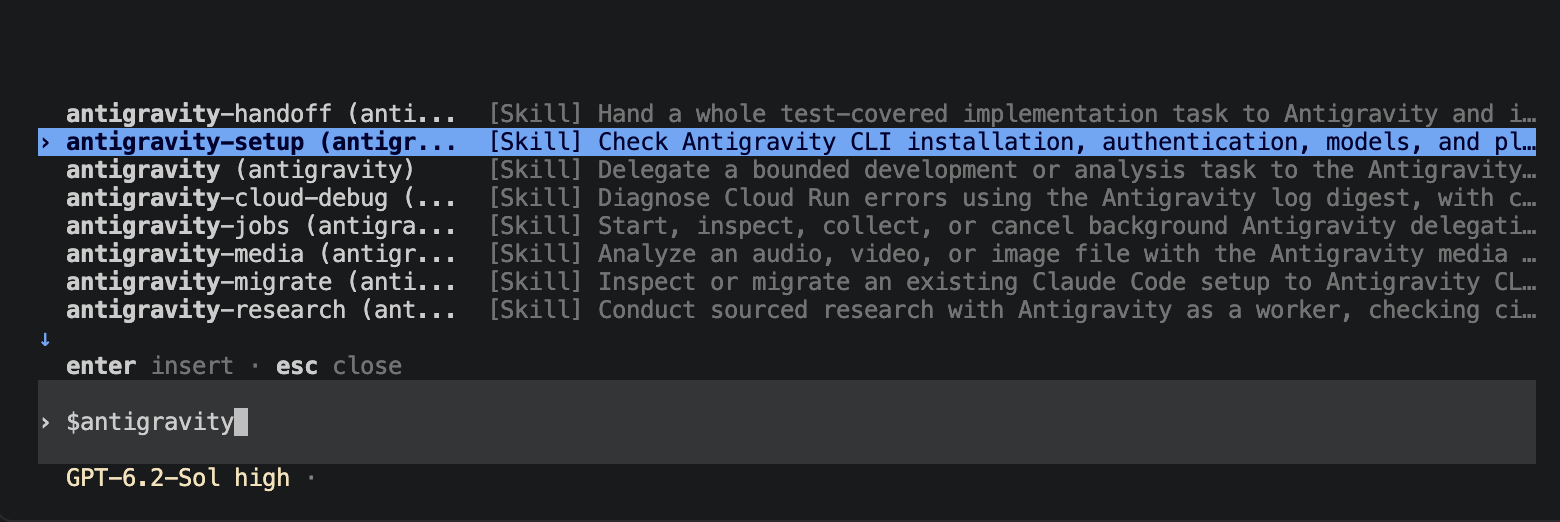 antigravity-handoff (anti... [Skill] Hand a whole test-covered implementation task to Antigravity and i…
› antigravity-setup (antigr... [Skill] Check Antigravity CLI installation, authentication, models, and pl…
antigravity (antigravity) [Skill] Delegate a bounded development or analysis task to the Antigravity…
antigravity-cloud-debug (... [Skill] Diagnose Cloud Run errors using the Antigravity log digest, with c…
antigravity-jobs (antigra... [Skill] Start, inspect, collect, or cancel background Antigravity delegati…
antigravity-media (antigr... [Skill] Analyze an audio, video, or image file with the Antigravity media …
antigravity-migrate (anti... [Skill] Inspect or migrate an existing Claude Code setup to Antigravity CL…
antigravity-research (ant... [Skill] Conduct sourced research with Antigravity as a worker, checking ci…
↓
enter insert · esc close
› $antigravity
GPT-6.2-Sol high ·